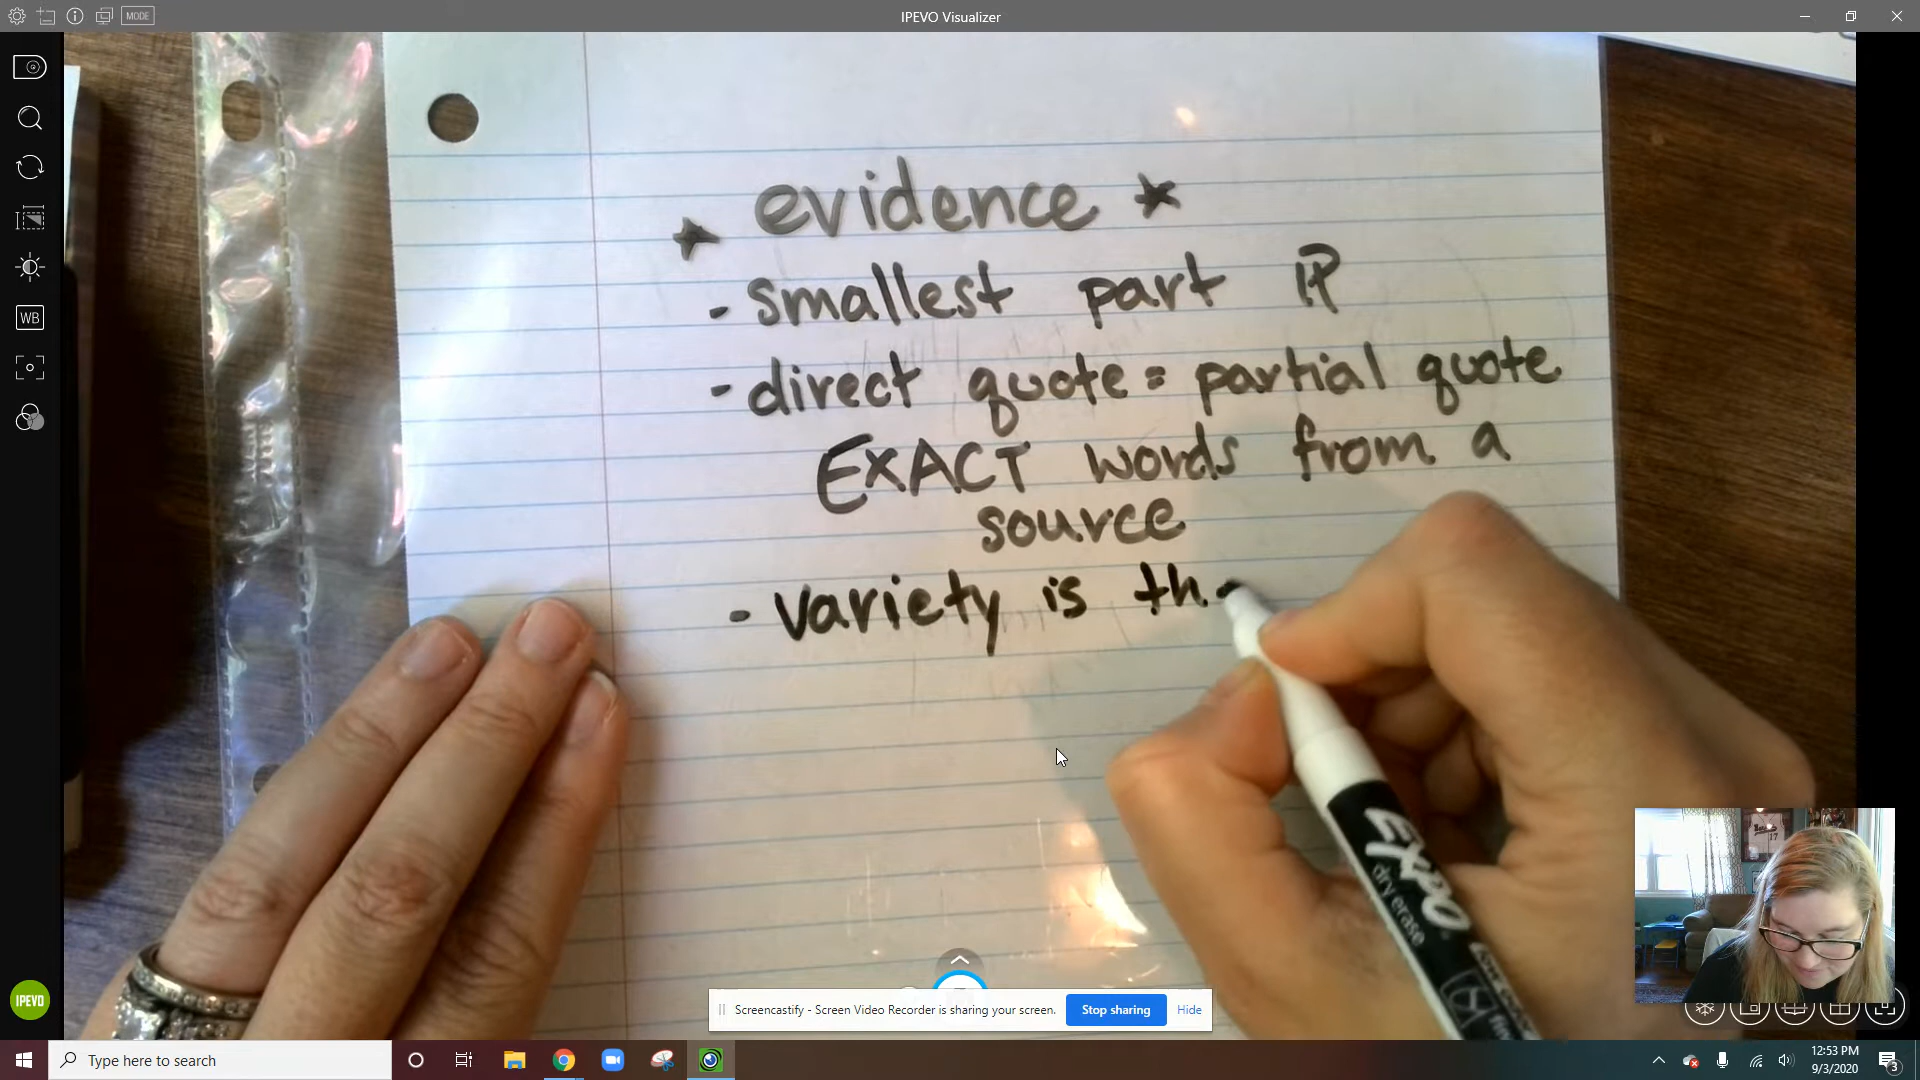 MODE
IPEVO Visualizer
WB
★ evidence ★
- smallest part IP
- direct quote = partial quote
EXACT words from a
source
- variety is th
EXPO
dry erase
IPEVO
Screencastify - Screen Video Recorder is sharing your screen.
Stop sharing
Hide
Type here to search
12:53 PM
9/3/2020
3
17